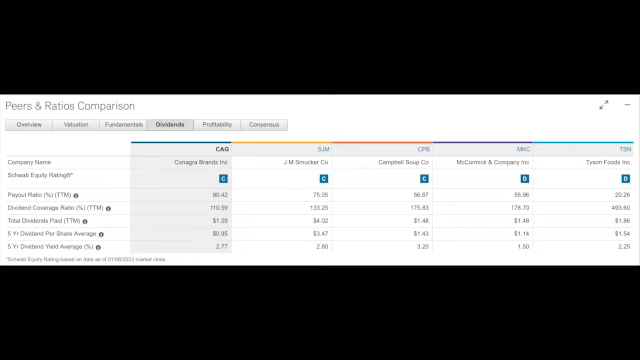 Peers & Ratios Comparison
Overview Valuation Fundamentals Dividends Profitability Consensus
CAG SJM CPB MKC TSN
Company Name Conagra Brands Inc J M Smucker Co Campbell Soup Co McCormick & Company Inc Tyson Foods Inc
Schwab Equity Rating®* C C C D D
Payout Ratio (%) (TTM) 90.42 75.05 56.87 55.96 20.26
Dividend Coverage Ratio (%) (TTM) 110.59 133.25 175.83 178.70 493.60
Total Dividends Paid (TTM) $1.29 $4.02 $1.48 $1.48 $1.86
5 Yr Dividend Per Share Average $0.95 $3.47 $1.43 $1.14 $1.54
5 Yr Dividend Yield Average (%) 2.77 2.80 3.20 1.50 2.25
*Schwab Equity Rating based on data as of 01/06/2023 market close.